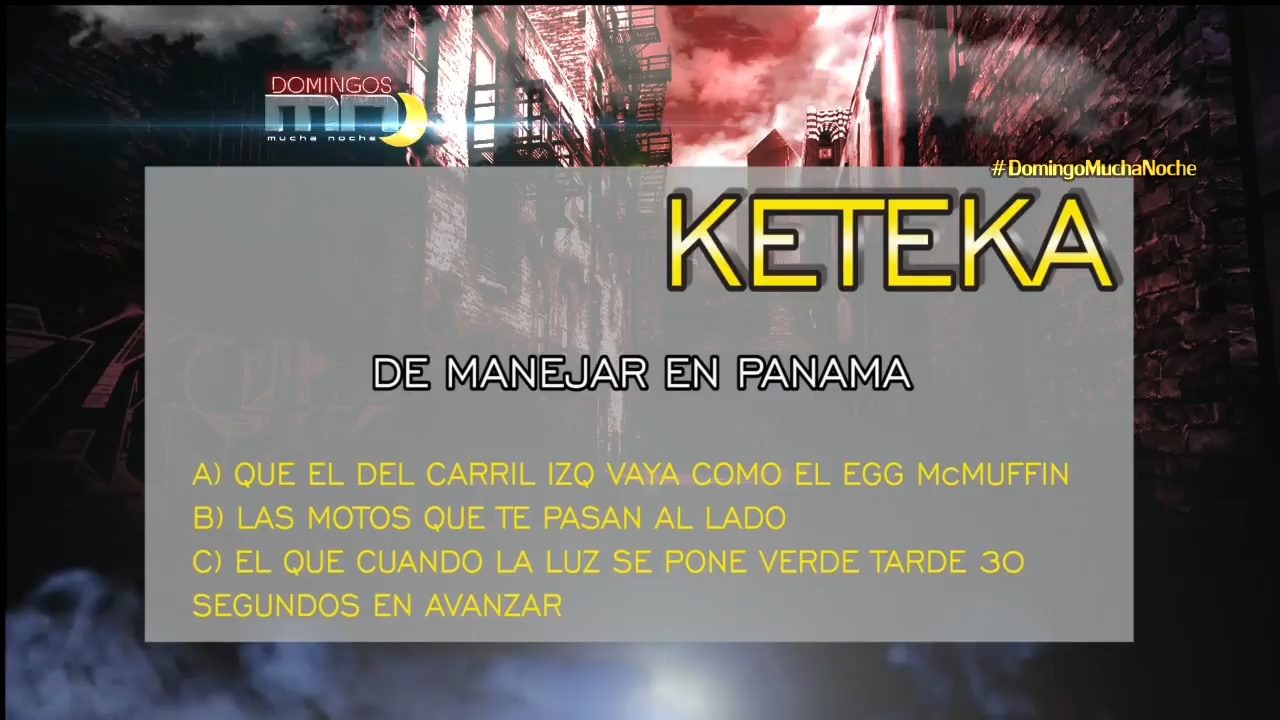 DOMINGOS
mn
mucha noche
#DomingoMuchaNoche
KETEKA
DE MANEJAR EN PANAMA
A) QUE EL DEL CARRIL IZQ VAYA COMO EL EGG McMUFFIN
B) LAS MOTOS QUE TE PASAN AL LADO
C) EL QUE CUANDO LA LUZ SE PONE VERDE TARDE 30
SEGUNDOS EN AVANZAR